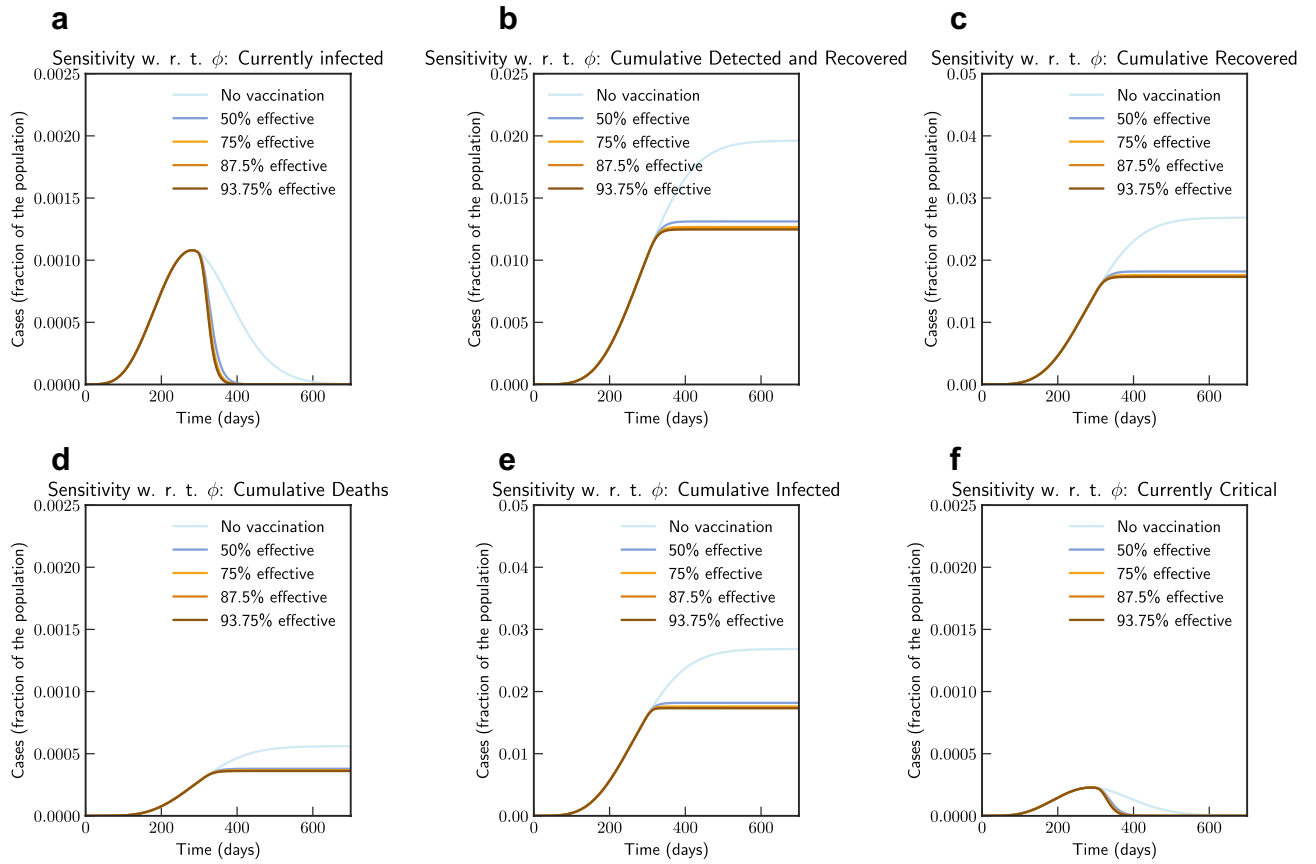 a
Sensitivity w. r. t. ϕ: Currently infected
Cases (fraction of the population)
0.0025
0.0020
0.0015
0.0010
0.0005
0.0000
No vaccination
50% effective
75% effective
87.5% effective
93.75% effective
0 200 400 600
Time (days)
b
Sensitivity w. r. t. ϕ: Cumulative Detected and Recovered
Cases (fraction of the population)
0.025
0.020
0.015
0.010
0.005
0.000
No vaccination
50% effective
75% effective
87.5% effective
93.75% effective
0 200 400 600
Time (days)
c
Sensitivity w. r. t. ϕ: Cumulative Recovered
Cases (fraction of the population)
0.05
0.04
0.03
0.02
0.01
0.00
No vaccination
50% effective
75% effective
87.5% effective
93.75% effective
0 200 400 600
Time (days)
d
Sensitivity w. r. t. ϕ: Cumulative Deaths
Cases (fraction of the population)
0.0025
0.0020
0.0015
0.0010
0.0005
0.0000
No vaccination
50% effective
75% effective
87.5% effective
93.75% effective
0 200 400 600
Time (days)
e
Sensitivity w. r. t. ϕ: Cumulative Infected
Cases (fraction of the population)
0.05
0.04
0.03
0.02
0.01
0.00
No vaccination
50% effective
75% effective
87.5% effective
93.75% effective
0 200 400 600
Time (days)
f
Sensitivity w. r. t. ϕ: Currently Critical
Cases (fraction of the population)
0.0025
0.0020
0.0015
0.0010
0.0005
0.0000
No vaccination
50% effective
75% effective
87.5% effective
93.75% effective
0 200 400 600
Time (days)